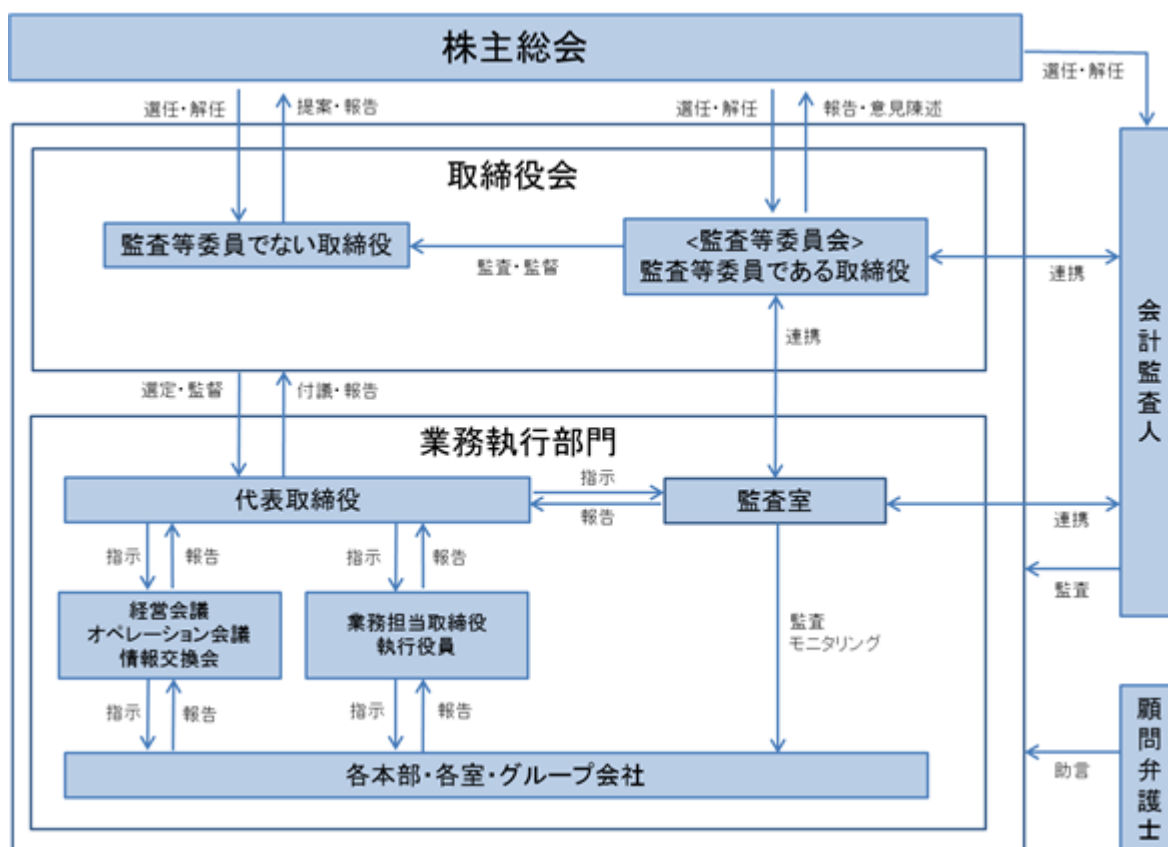 株主総会
選任・解任
選任・解任
提案・報告
選任・解任
報告・意見陳述
取締役会
監査等委員でない取締役
<監査等委員会>
監査等委員である取締役
監査・監督
連携
連携
会計監査人
選定・監督
付議・報告
業務執行部門
代表取締役
指示
報告
監査室
連携
指示
報告
指示
報告
監査
経営会議
オペレーション会議
情報交換会
業務担当取締役
執行役員
監査
モニタリング
指示
報告
指示
報告
顧問弁護士
助言
各本部・各室・グループ会社